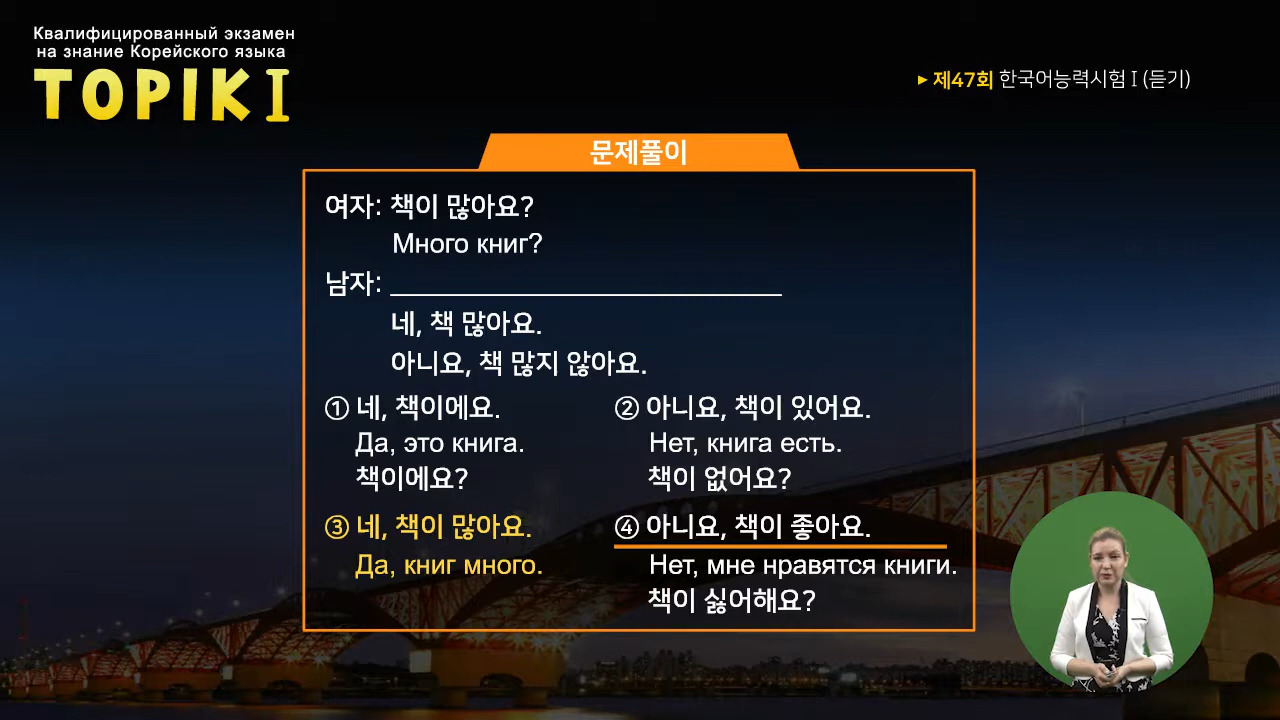 Квалифицированный экзамен
на знание Корейского языка
TOPIK I
▸ 제47회 한국어능력시험 I (듣기)
문제풀이
여자: 책이 많아요?
Много книг?
남자: ______________________________
네, 책 많아요.
아니요, 책 많지 않아요.
① 네, 책이에요.
② 아니요, 책이 있어요.
Да, это книга.
Нет, книга есть.
책이에요?
책이 없어요?
③ 네, 책이 많아요.
④ 아니요, 책이 좋아요.
Да, книг много.
Нет, мне нравятся книги.
책이 싫어해요?